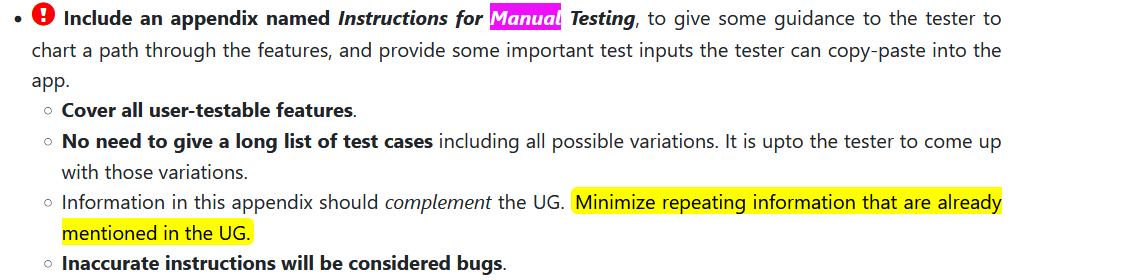 • ! Include an appendix named Instructions for Manual Testing, to give some guidance to the tester to
chart a path through the features, and provide some important test inputs the tester can copy-paste into the
app.
○ Cover all user-testable features.
○ No need to give a long list of test cases including all possible variations. It is upto the tester to come up
with those variations.
○ Information in this appendix should complement the UG. Minimize repeating information that are already
mentioned in the UG.
○ Inaccurate instructions will be considered bugs.